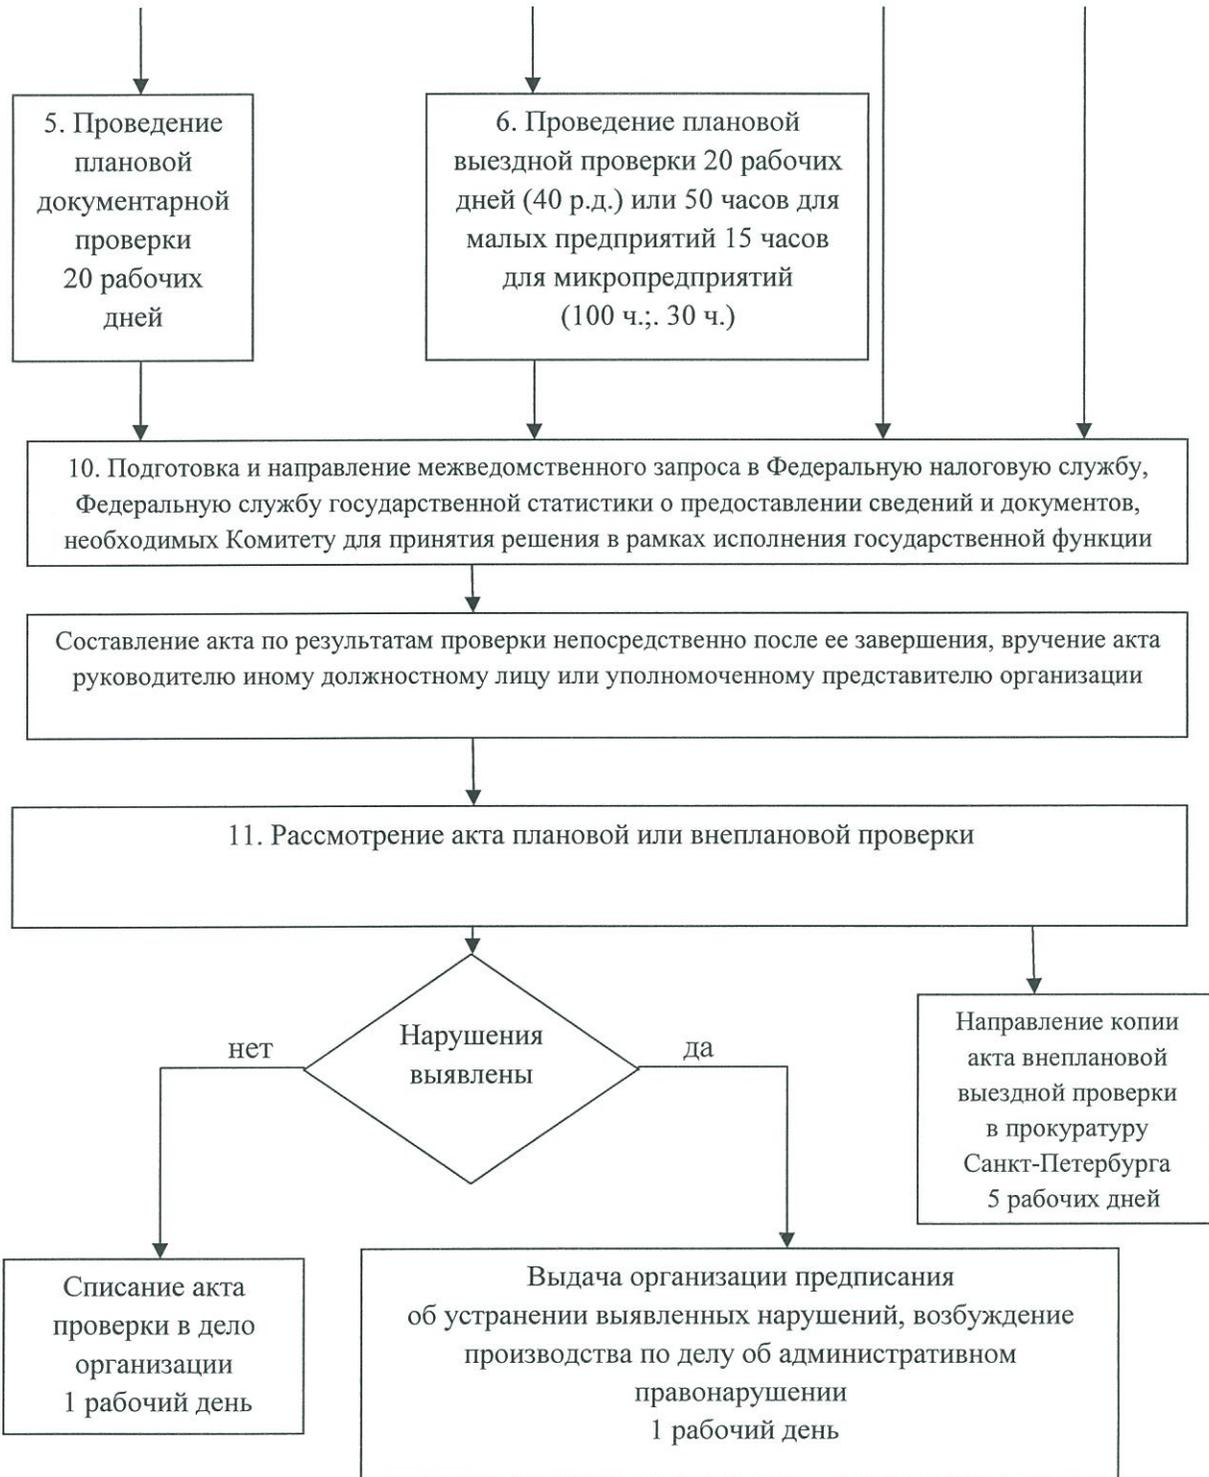 5. Проведение
плановой
документарной
проверки
20 рабочих
дней
6. Проведение плановой
выездной проверки 20 рабочих
дней (40 р.д.) или 50 часов для
малых предприятий 15 часов
для микропредприятий
(100 ч.;. 30 ч.)
10. Подготовка и направление межведомственного запроса в Федеральную налоговую службу,
Федеральную службу государственной статистики о предоставлении сведений и документов,
необходимых Комитету для принятия решения в рамках исполнения государственной функции
Составление акта по результатам проверки непосредственно после ее завершения, вручение акта
руководителю иному должностному лицу или уполномоченному представителю организации
11. Рассмотрение акта плановой или внеплановой проверки
Нарушения
выявлены
нет
да
Направление копии
акта внеплановой
выездной проверки
в прокуратуру
Санкт-Петербурга
5 рабочих дней
Списание акта
проверки в дело
организации
1 рабочий день
Выдача организации предписания
об устранении выявленных нарушений, возбуждение
производства по делу об административном
правонарушении
1 рабочий день